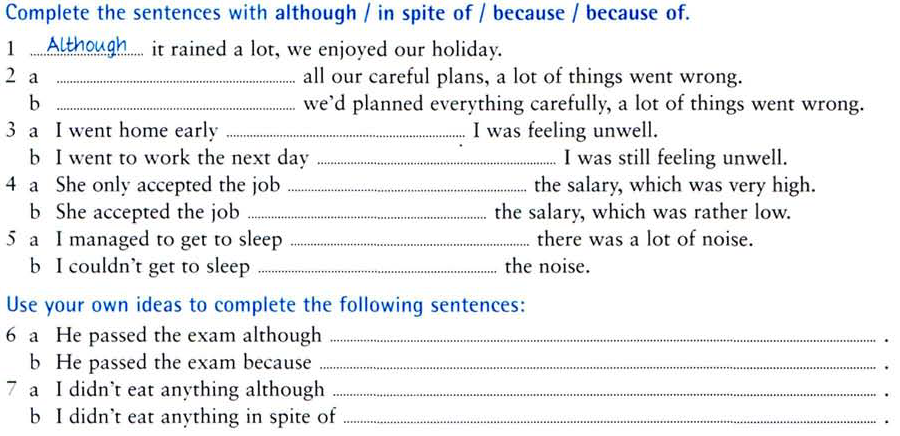 Complete the sentences with although / in spite of / because / because of.
1 Although it rained a lot, we enjoyed our holiday.
2 a ........................ all our careful plans, a lot of things went wrong.
b ........................ we'd planned everything carefully, a lot of things went wrong.
3 a I went home early ........................ I was feeling unwell.
b I went to work the next day ........................ I was still feeling unwell.
4 a She only accepted the job ........................ the salary, which was very high.
b She accepted the job ........................ the salary, which was rather low.
5 a I managed to get to sleep ........................ there was a lot of noise.
b I couldn't get to sleep ........................ the noise.
Use your own ideas to complete the following sentences:
6 a He passed the exam although ........................ .
b He passed the exam because ........................ .
7 a I didn't eat anything although ........................ .
b I didn't eat anything in spite of ........................ .